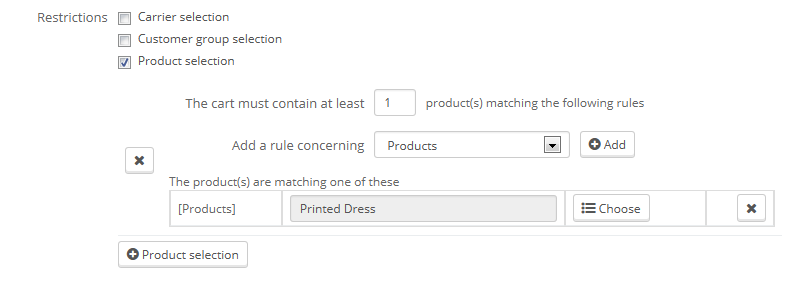 Restrictions Carrier selection
Customer group selection
Product selection
The cart must contain at least 1 product(s) matching the following rules
Add a rule concerning Products Add
The product(s) are matching one of these
[Products] Printed Dress Choose
Product selection